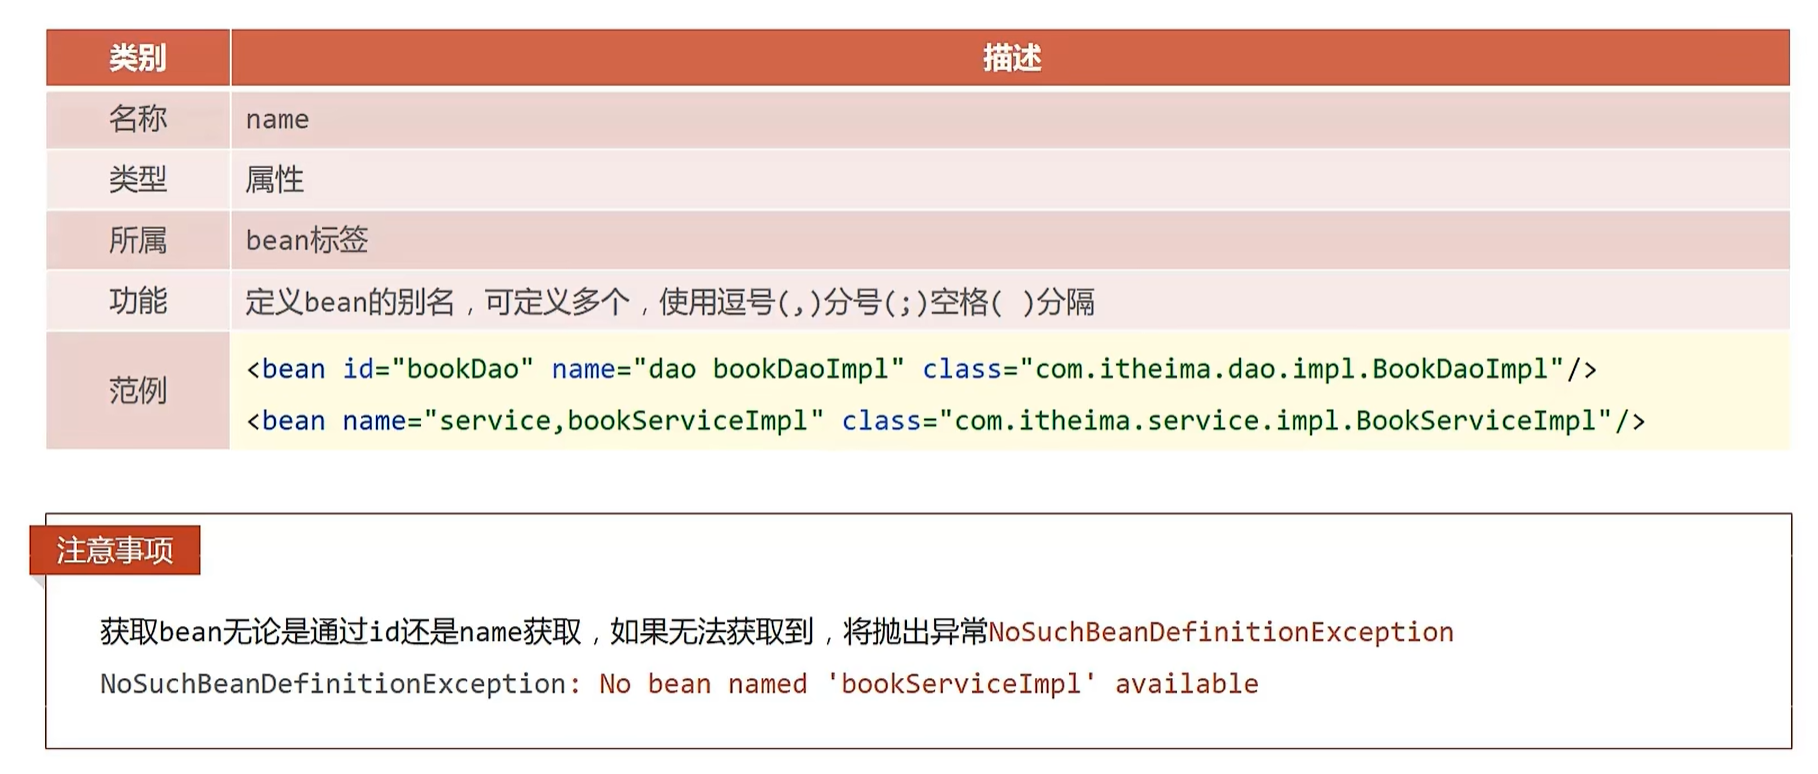 类别 描述
名称 name
类型 属性
所属 bean标签
功能 定义bean的别名，可定义多个，使用逗号(,)分号(;)空格( )分隔
范例
<bean id="bookDao" name="dao bookDaoImpl" class="com.itheima.dao.impl.BookDaoImpl"/>
<bean name="service,bookServiceImpl" class="com.itheima.service.impl.BookServiceImpl"/>
注意事项
获取bean无论是通过id还是name获取，如果无法获取到，将抛出异常NoSuchBeanDefinitionException
NoSuchBeanDefinitionException: No bean named 'bookServiceImpl' available